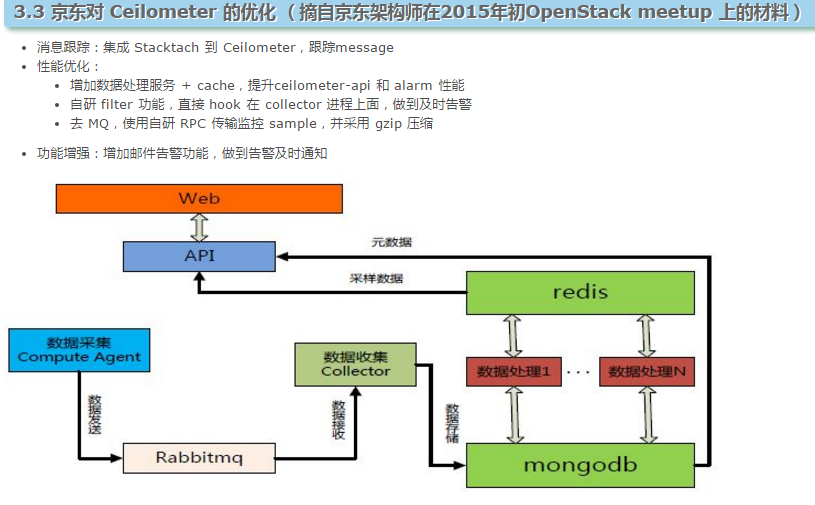 3.3 京东对 Ceilometer 的优化 （摘自京东架构师在2015年初OpenStack meetup 上的材料）
消息跟踪：集成 Stacktach 到 Ceilometer，跟踪message
性能优化：
增加数据处理服务 + cache，提升ceilometer-api 和 alarm 性能
自研 filter 功能，直接 hook 在 collector 进程上面，做到及时告警
去 MQ，使用自研 RPC 传输监控 sample，并采用 gzip 压缩
功能增强：增加邮件告警功能，做到告警及时通知
Web
元数据
API
采样数据
redis
数据采集
Compute Agent
数据收集
Collector
数据处理1
...
数据处理N
数据发送
数据接收
数据存储
Rabbitmq
mongodb